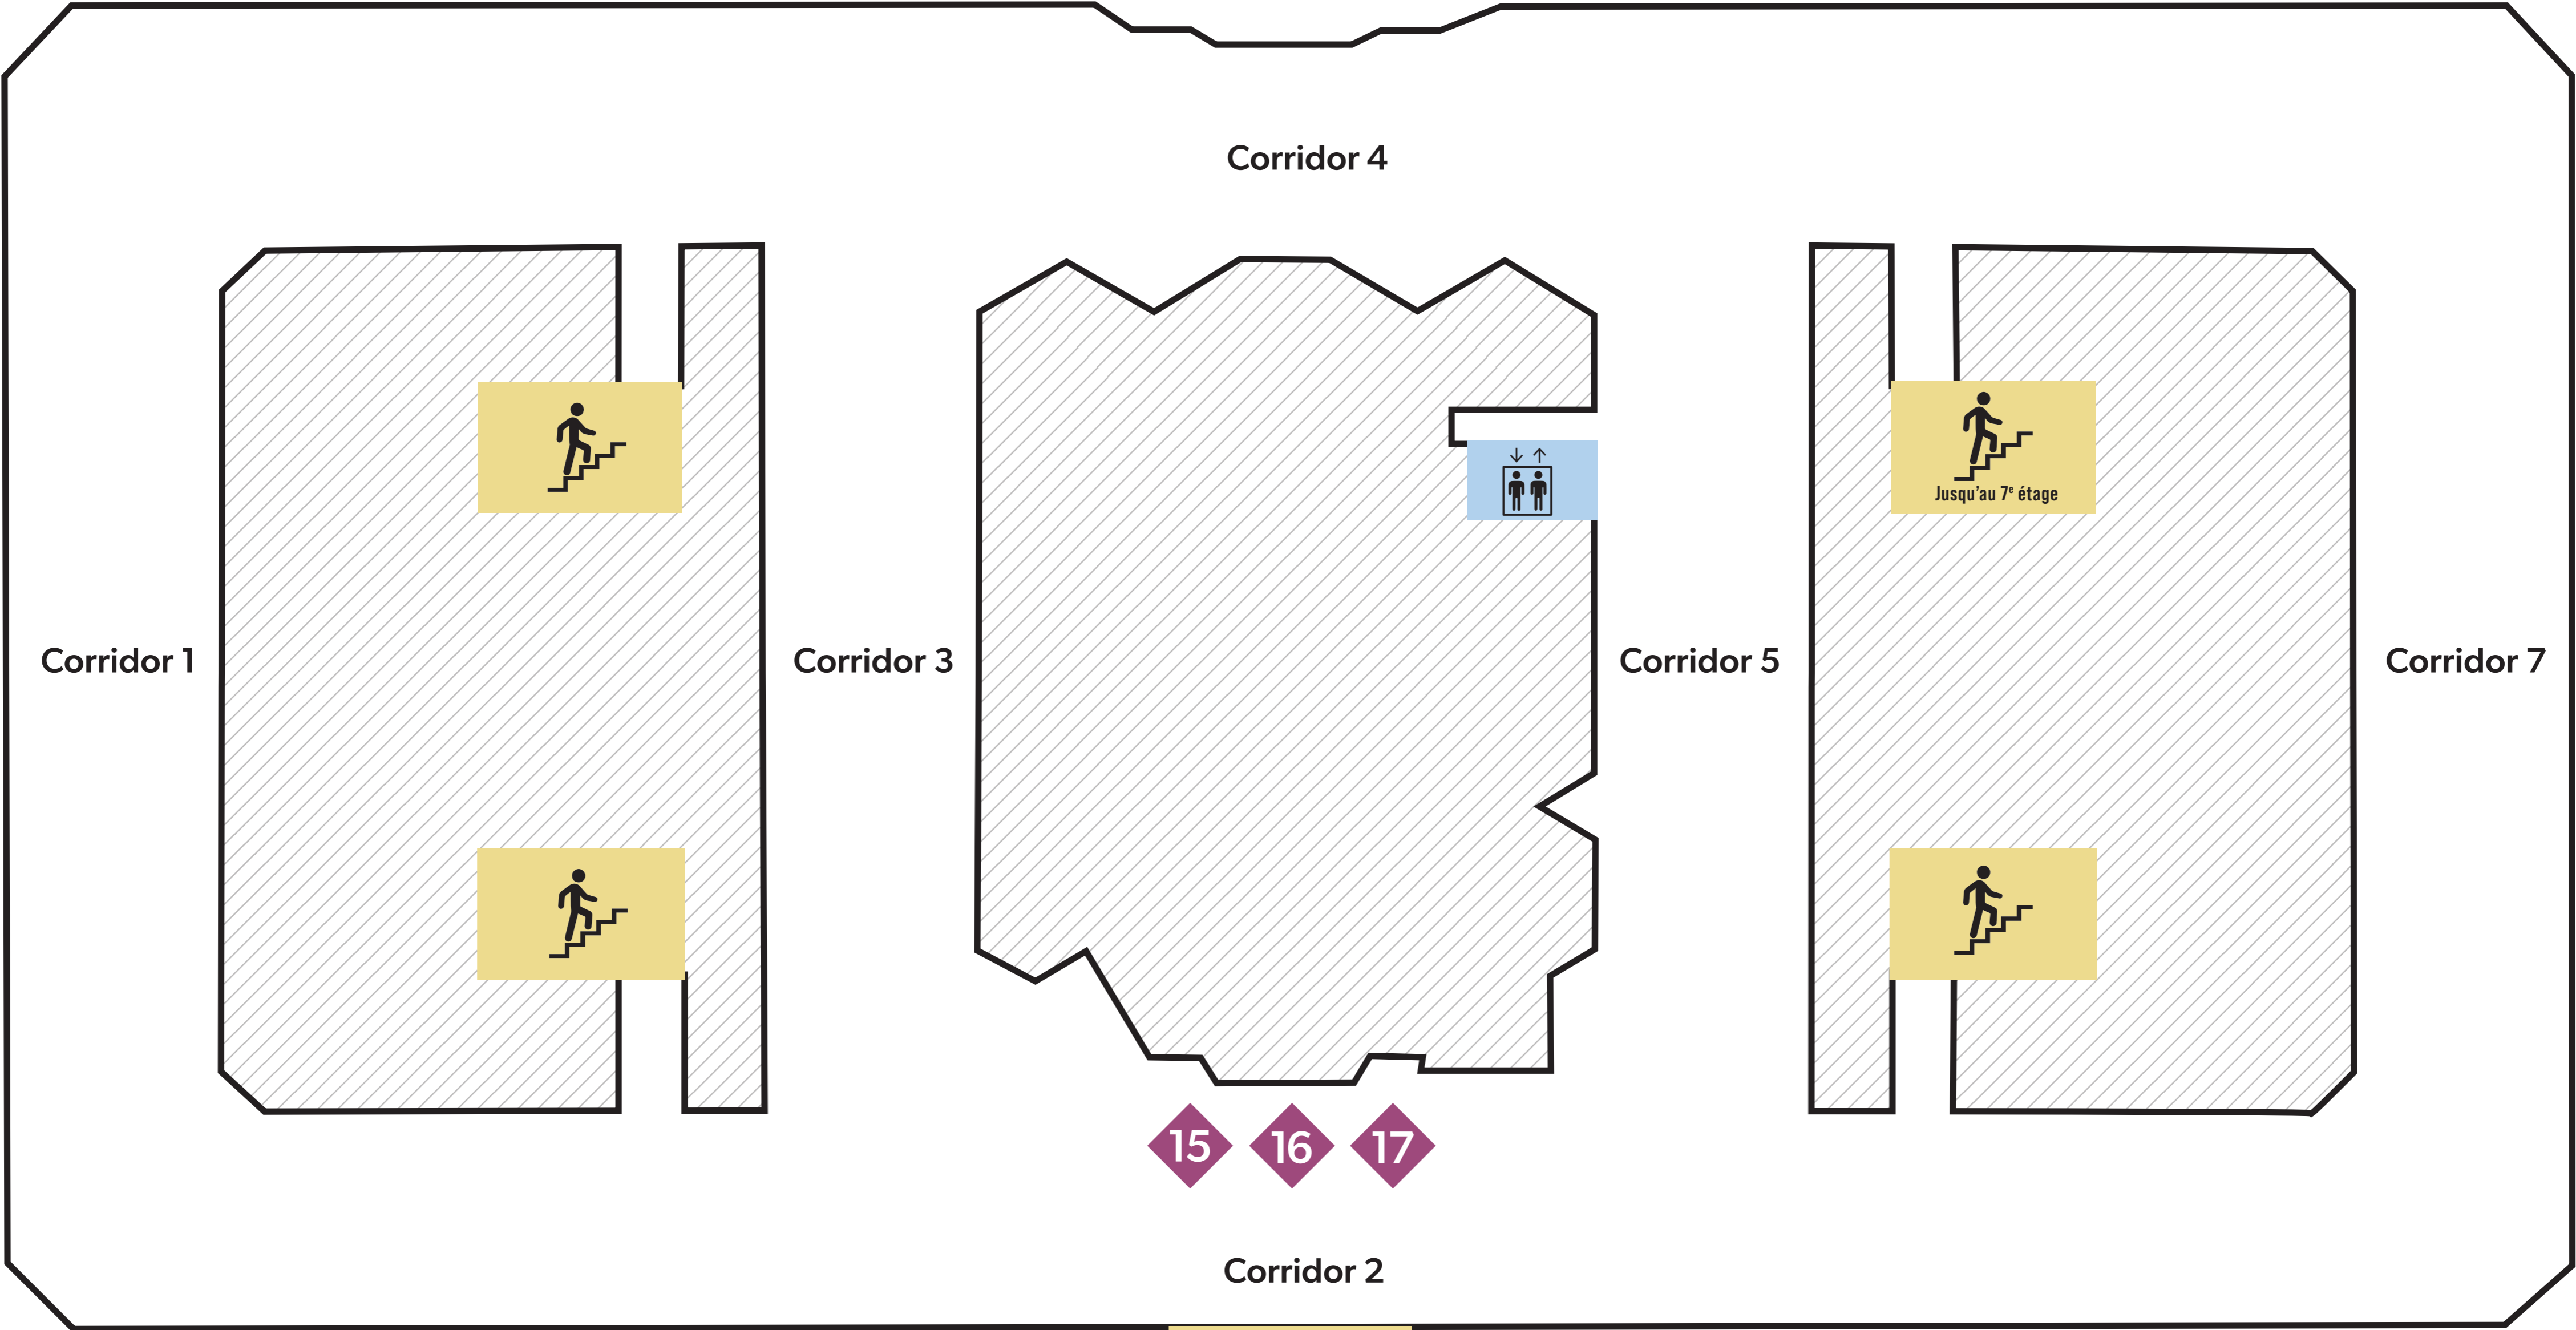 Corridor 4
Jusqu'au 7e étage
Corridor 1
Corridor 3
Corridor 5
Corridor 7
15
16
17
Corridor 2